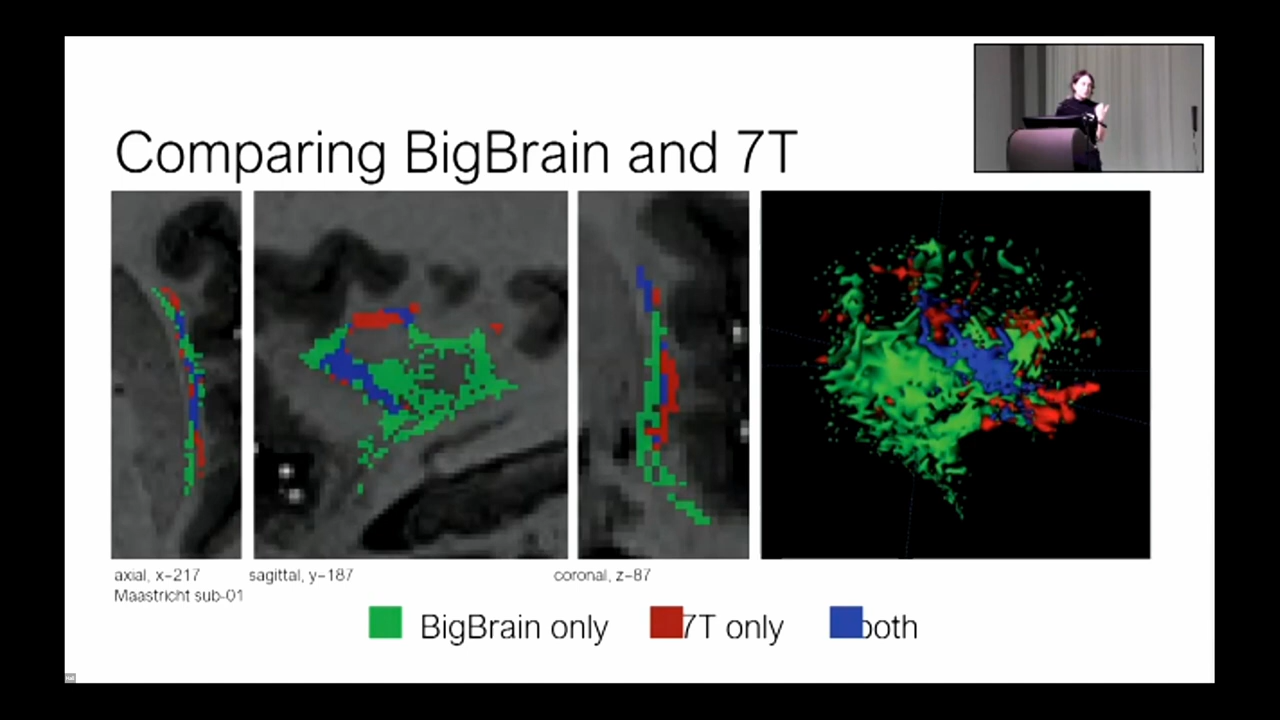 Comparing BigBrain and 7T
axial, x-217
sagittal, y-187
coronal, z-87
Maastricht sub-01
BigBrain only
7T only
both